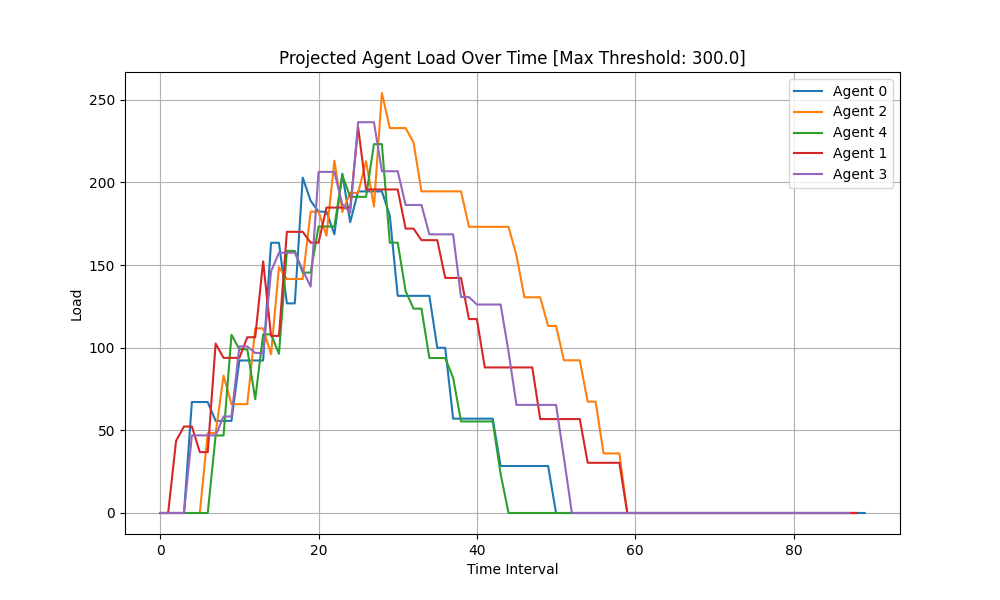 Projected Agent Load Over Time [Max Threshold: 300.0]
Agent 0
Agent 2
Agent 4
Agent 1
Agent 3
250
200
150
100
50
0
Load
0 20 40 60 80
Time Interval